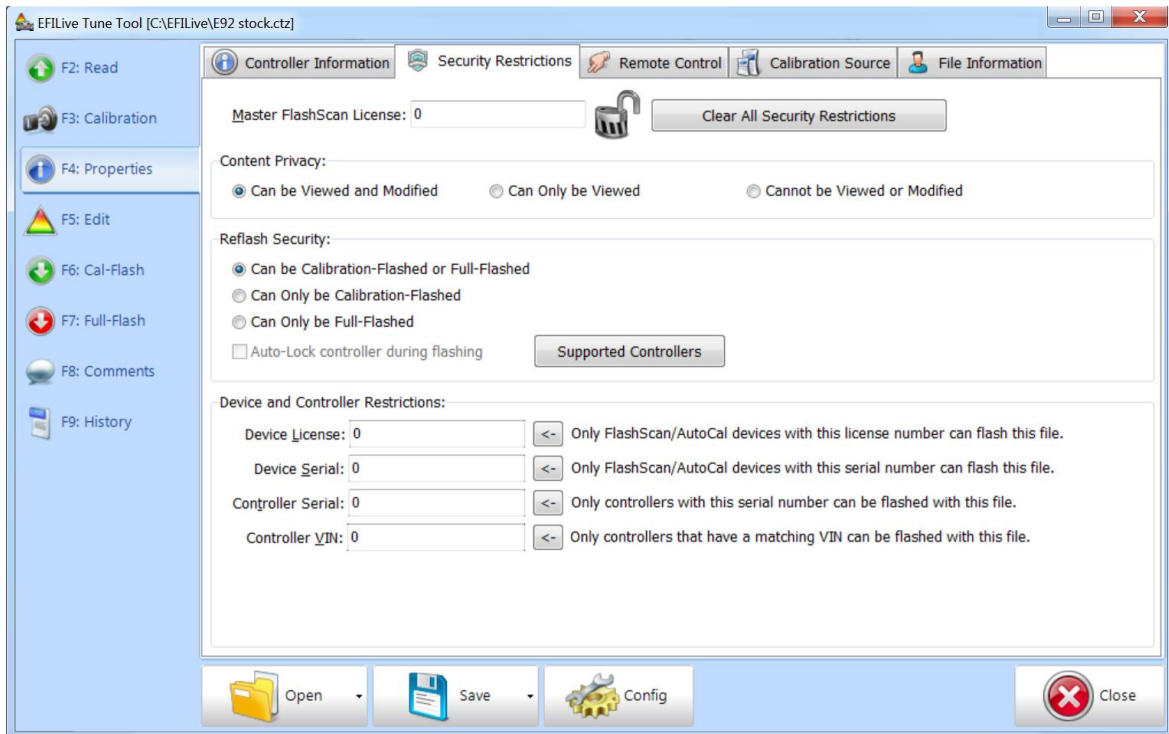 EFILive Tune Tool [C:\EFILive\E92 stock.ctz]
F2: Read
F3: Calibration
F4: Properties
F5: Edit
F6: Cal-Flash
F7: Full-Flash
F8: Comments
F9: History
Controller Information
Security Restrictions
Remote Control
Calibration Source
File Information
Master FlashScan License: 0
Clear All Security Restrictions
Content Privacy:
Can be Viewed and Modified
Can Only be Viewed
Cannot be Viewed or Modified
Reflash Security:
Can be Calibration-Flashed or Full-Flashed
Can Only be Calibration-Flashed
Can Only be Full-Flashed
Auto-Lock controller during flashing
Supported Controllers
Device and Controller Restrictions:
Device License: 0 <- Only FlashScan/AutoCal devices with this license number can flash this file.
Device Serial: 0 <- Only FlashScan/AutoCal devices with this serial number can flash this file.
Controller Serial: 0 <- Only controllers with this serial number can be flashed with this file.
Controller VIN: 0 <- Only controllers that have a matching VIN can be flashed with this file.
Open
Save
Config
Close